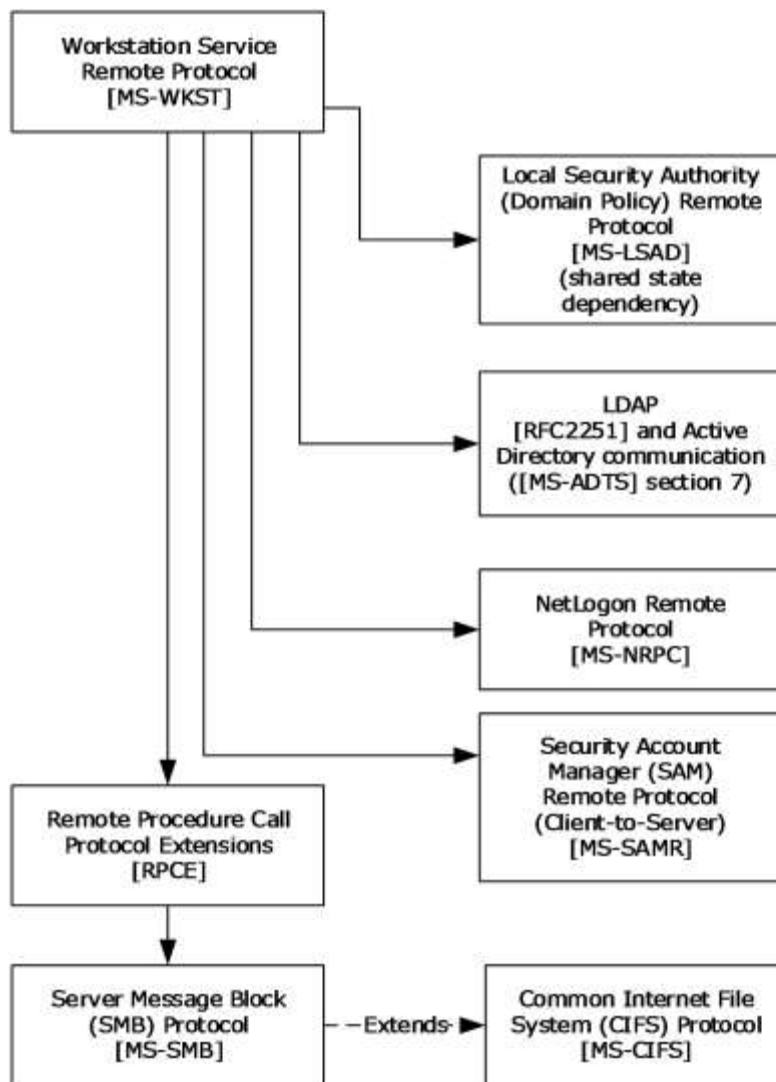 Workstation Service
Remote Protocol
[MS-WKST]
Local Security Authority
(Domain Policy) Remote
Protocol
[MS-LSAD]
(shared state
dependency)
LDAP
[RFC2251] and Active
Directory communication
([MS-ADTS] section 7)
NetLogon Remote
Protocol
[MS-NRPC]
Security Account
Manager (SAM)
Remote Protocol
(Client-to-Server)
[MS-SAMR]
Remote Procedure Call
Protocol Extensions
[RPCE]
Server Message Block
(SMB) Protocol
[MS-SMB]
Extends
Common Internet File
System (CIFS) Protocol
[MS-CIFS]